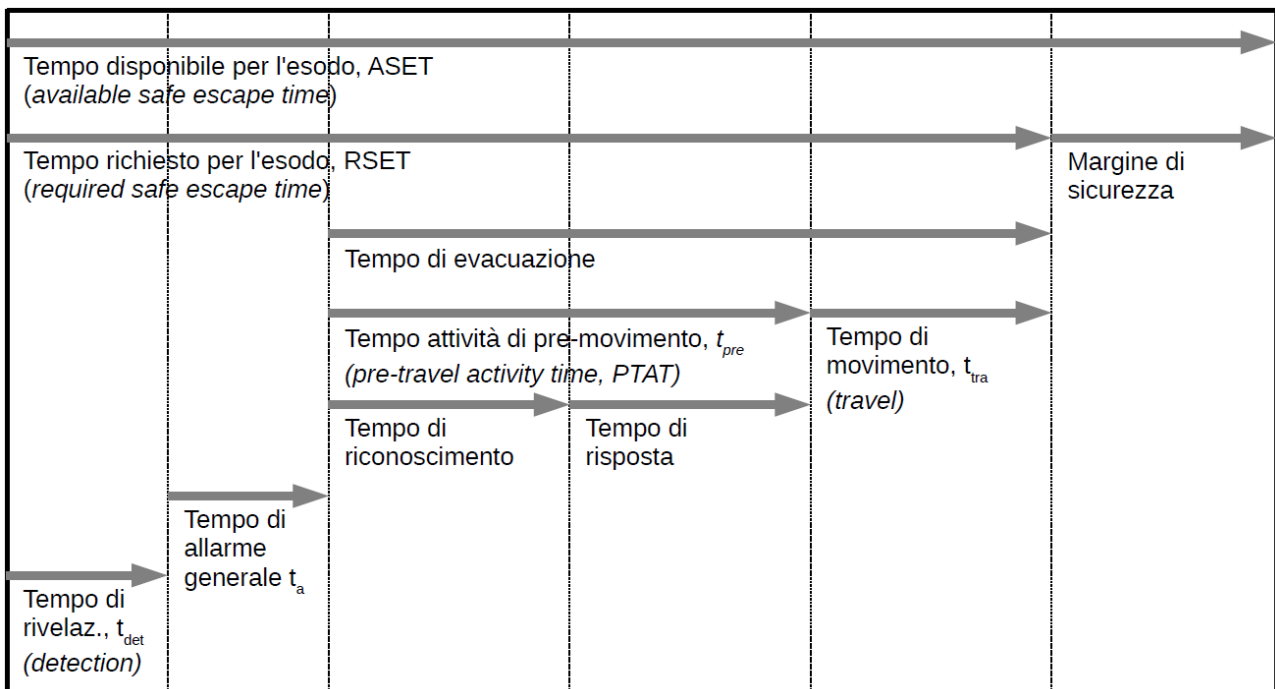 Tempo disponibile per l'esodo, ASET
(available safe escape time)
Tempo richiesto per l'esodo, RSET
(required safe escape time)
Margine di
sicurezza
Tempo di evacuazione
Tempo attività di pre-movimento, tpre
(pre-travel activity time, PTAT)
Tempo di
movimento, ttra
(travel)
Tempo di
riconoscimento
Tempo di
risposta
Tempo di
allarme
generale ta
Tempo di
rivelaz., tdet
(detection)